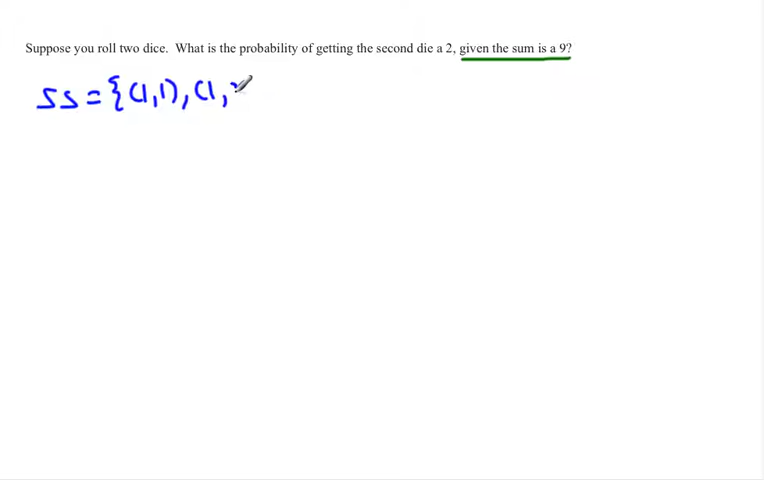 Suppose you roll two dice. What is the probability of getting the second die a 2, given the sum is a 9?
SS = {(1,1), (1,